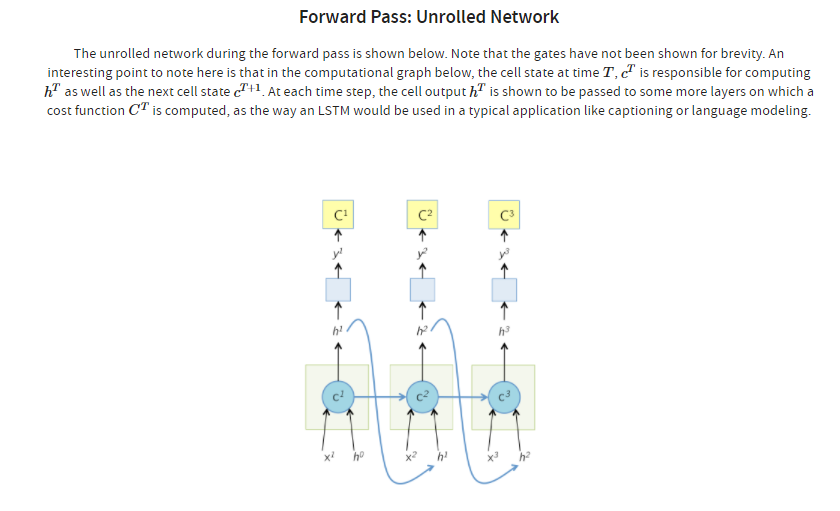 Forward Pass: Unrolled Network
The unrolled network during the forward pass is shown below. Note that the gates have not been shown for brevity. An
interesting point to note here is that in the computational graph below, the cell state at time T, c^T is responsible for computing
h^T as well as the next cell state c^{T+1}. At each time step, the cell output h^T is shown to be passed to some more layers on which a
cost function C^T is computed, as the way an LSTM would be used in a typical application like captioning or language modeling.
C¹ C² C³
y¹ y² y³
h¹ h² h³
c¹ c² c³
x¹ h⁰ x² h¹ x³ h²